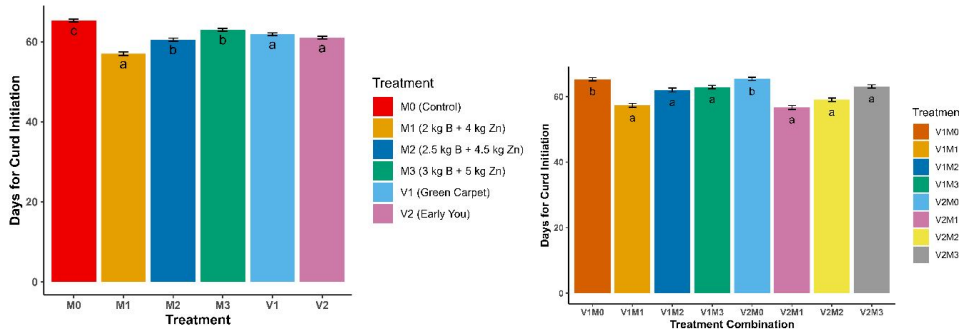 Days for Curd Initiation
60
40
20
0
c
a
b
b
a
a
M0
M1
M2
M3
V1
V2
Treatment
Treatment
M0 (Control)
M1 (2 kg B + 4 kg Zn)
M2 (2.5 kg B + 4.5 kg Zn)
M3 (3 kg B + 5 kg Zn)
V1 (Green Carpet)
V2 (Early You)
Days for Curd Initiation
60
40
20
0
b
a
a
a
b
a
a
a
V1M0
V1M1
V1M2
V1M3
V2M0
V2M1
V2M2
V2M3
Treatment Combination
Treatment
V1M0
V1M1
V1M2
V1M3
V2M0
V2M1
V2M2
V2M3